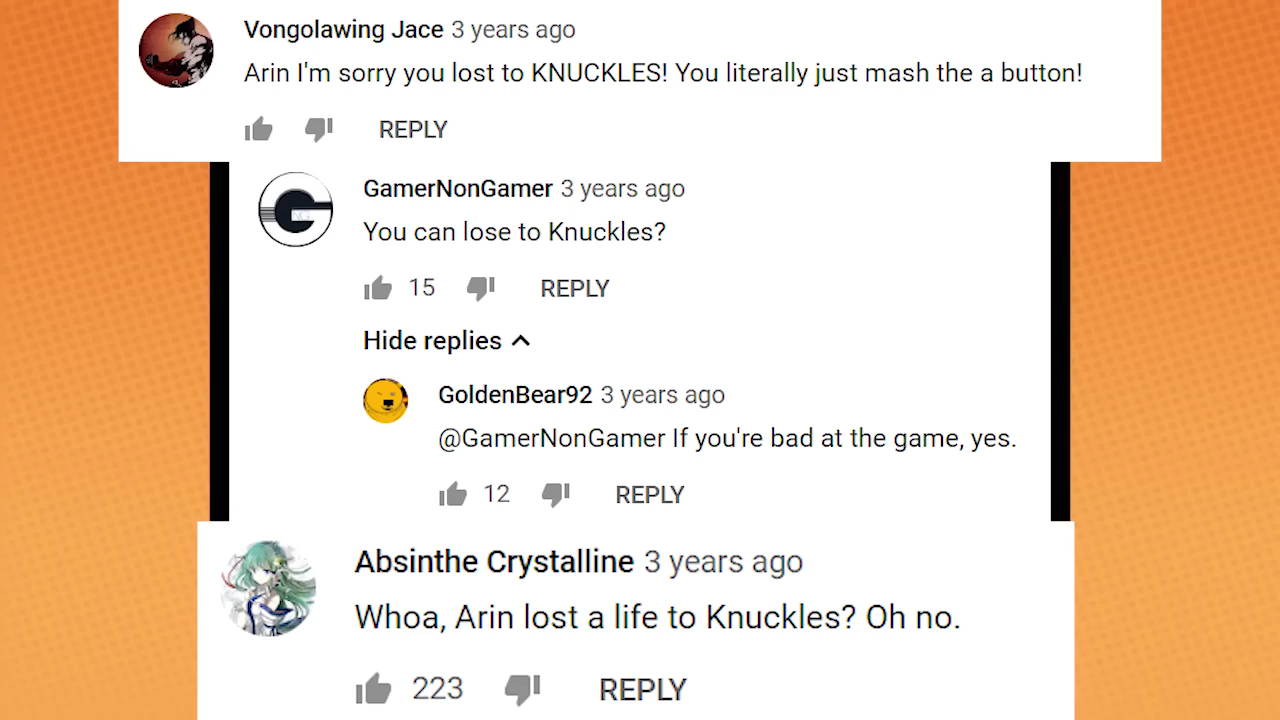 Vongolawing Jace 3 years ago
Arin I'm sorry you lost to KNUCKLES! You literally just mash the a button!
REPLY
GamerNonGamer 3 years ago
You can lose to Knuckles?
15 REPLY
Hide replies
GoldenBear92 3 years ago
@GamerNonGamer If you're bad at the game, yes.
12 REPLY
Absinthe Crystalline 3 years ago
Whoa, Arin lost a life to Knuckles? Oh no.
223 REPLY